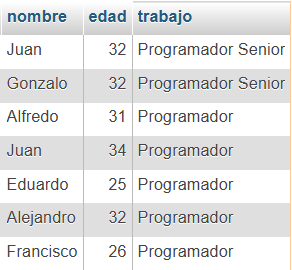 nombre edad trabajo
Juan 32 Programador Senior
Gonzalo 32 Programador Senior
Alfredo 31 Programador
Juan 34 Programador
Eduardo 25 Programador
Alejandro 32 Programador
Francisco 26 Programador